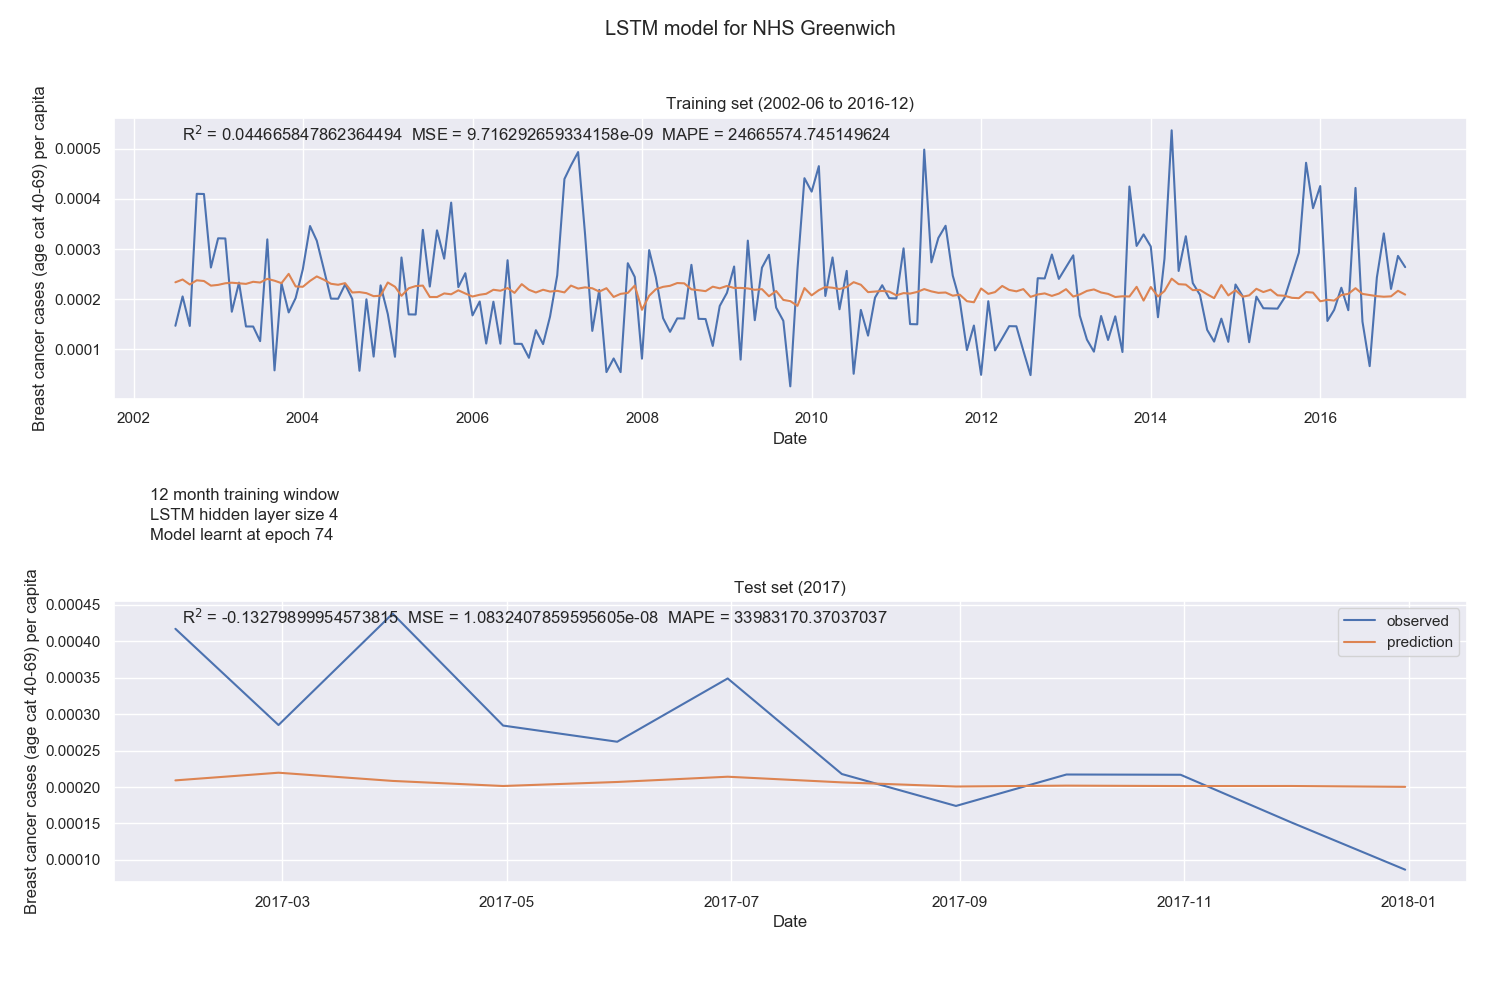 LSTM model for NHS Greenwich
Training set (2002-06 to 2016-12)
R² = 0.044665847862364494 MSE = 9.716292659334158e-09 MAPE = 24665574.745149624
Breast cancer cases (age cat 40-69) per capita
0.0005
0.0004
0.0003
0.0002
0.0001
2002 2004 2006 2008 2010 2012 2014 2016
Date
12 month training window
LSTM hidden layer size 4
Model learnt at epoch 74
Test set (2017)
R² = -0.13279899954573815 MSE = 1.0832407859595605e-08 MAPE = 33983170.37037037
observed
prediction
Breast cancer cases (age cat 40-69) per capita
0.00045
0.00040
0.00035
0.00030
0.00025
0.00020
0.00015
0.00010
2017-03 2017-05 2017-07 2017-09 2017-11 2018-01
Date